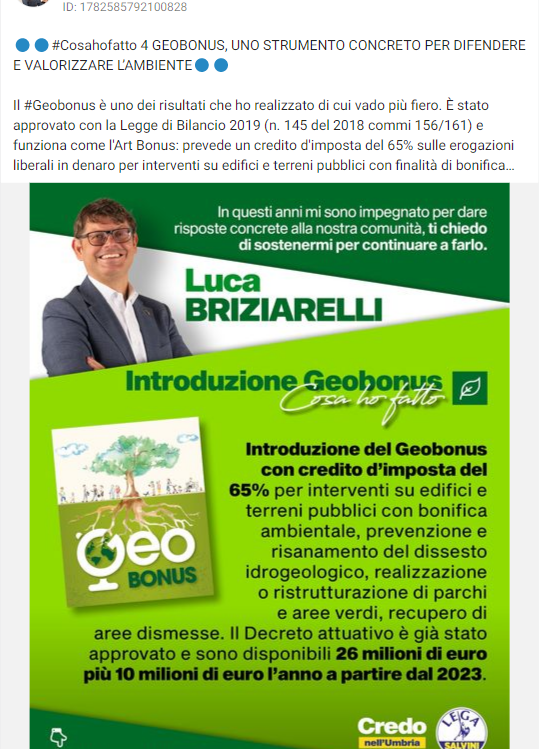 ID: 1782585792100828
#Cosahofatto 4 GEOBONUS, UNO STRUMENTO CONCRETO PER DIFENDERE
E VALORIZZARE L'AMBIENTE
Il #Geobonus è uno dei risultati che ho realizzato di cui vado più fiero. È stato
approvato con la Legge di Bilancio 2019 (n. 145 del 2018 commi 156/161) e
funziona come l'Art Bonus: prevede un credito d'imposta del 65% sulle erogazioni
liberali in denaro per interventi su edifici e terreni pubblici con finalità di bonifica...
In questi anni mi sono impegnato per dare
risposte concrete alla nostra comunità, ti chiedo
di sostenermi per continuare a farlo.
Luca
BRIZIARELLI
Introduzione Geobonus
Cosa ho fatto
geo
BONUS
Introduzione del Geobonus
con credito d'imposta del
65% per interventi su edifici e
terreni pubblici con bonifica
ambientale, prevenzione e
risanamento del dissesto
idrogeologico, realizzazione
o ristrutturazione di parchi
e aree verdi, recupero di
aree dismesse. Il Decreto attuativo è già stato
approvato e sono disponibili 26 milioni di euro
più 10 milioni di euro l'anno a partire dal 2023.
Credo
nell'Umbria
LEGA
SALVINI